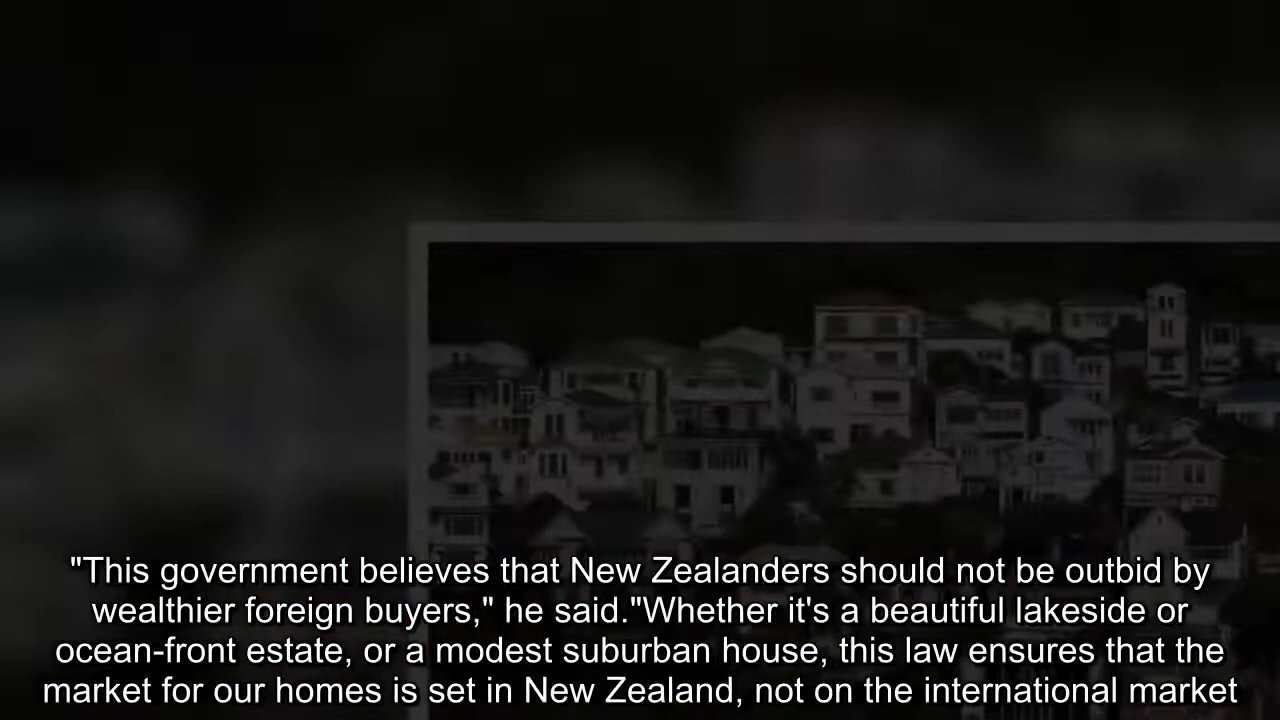 "This government believes that New Zealanders should not be outbid by
wealthier foreign buyers," he said."Whether it's a beautiful lakeside or
ocean-front estate, or a modest suburban house, this law ensures that the
market for our homes is set in New Zealand, not on the international market